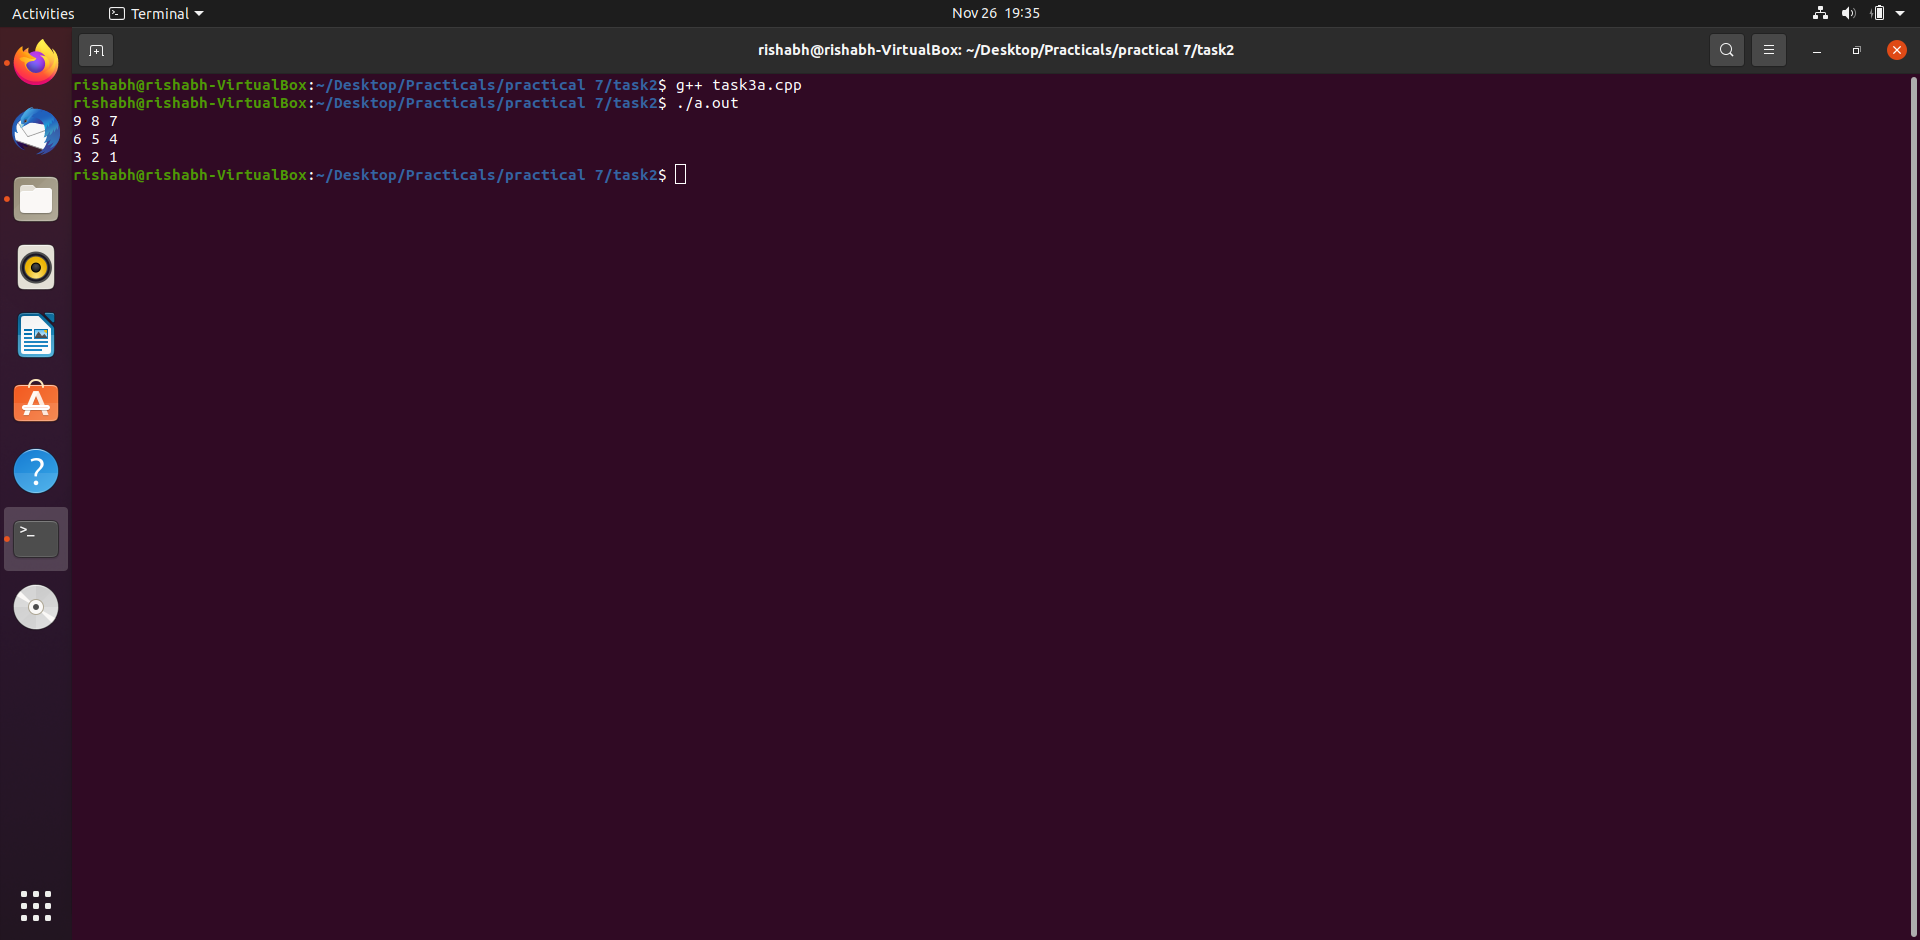 Activities
Terminal
Nov 26 19:35
rishabh@rishabh-VirtualBox: ~/Desktop/Practicals/practical 7/task2
rishabh@rishabh-VirtualBox:~/Desktop/Practicals/practical 7/task2$ g++ task3a.cpp
rishabh@rishabh-VirtualBox:~/Desktop/Practicals/practical 7/task2$ ./a.out
9 8 7
6 5 4
3 2 1
rishabh@rishabh-VirtualBox:~/Desktop/Practicals/practical 7/task2$